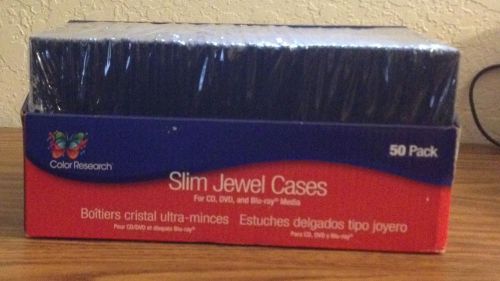 50 Pack
Color Research
Slim Jewel Cases
For CD, DVD, and Blu-ray® Media
Boîtiers cristal ultra-minces Estuches delgados tipo joyero
Pour CD/DVD et disques Blu-ray® Para CD, DVD y Blu-ray®